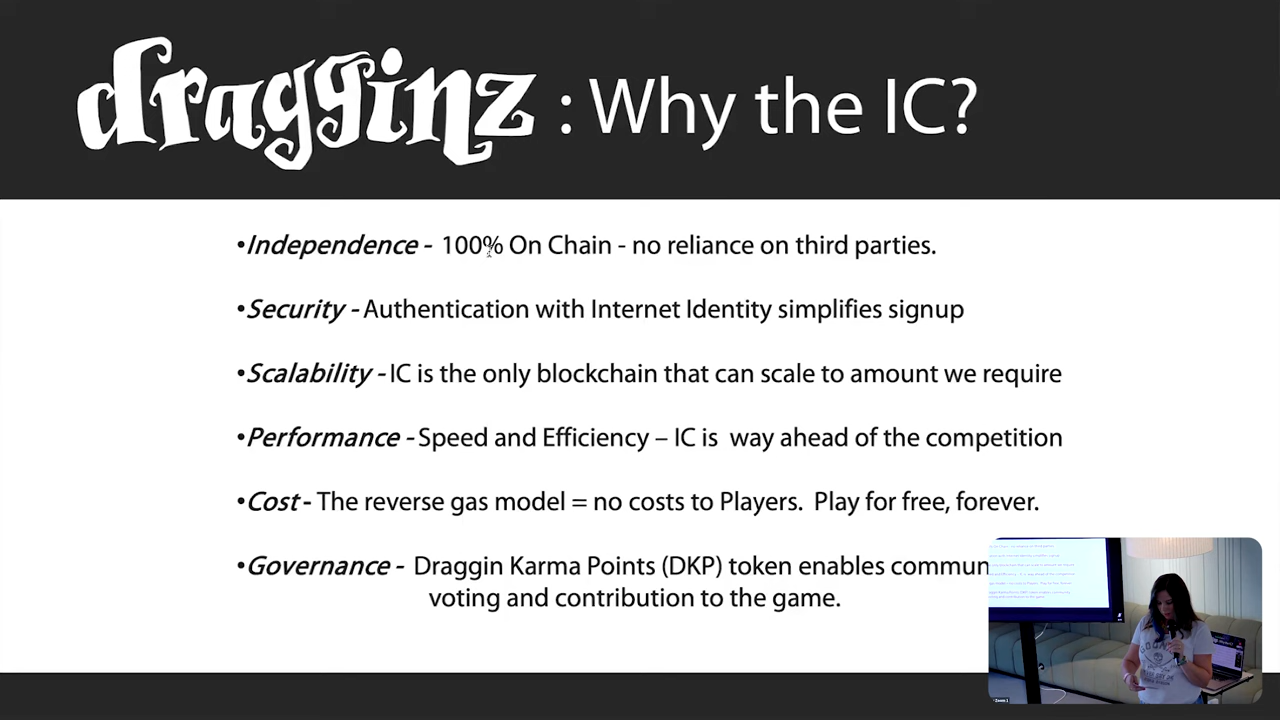 dragginz : Why the IC?
•Independence - 100% On Chain - no reliance on third parties.
•Security - Authentication with Internet Identity simplifies signup
•Scalability - IC is the only blockchain that can scale to amount we require
•Performance - Speed and Efficiency – IC is way ahead of the competition
•Cost - The reverse gas model = no costs to Players. Play for free, forever.
•Governance - Draggin Karma Points (DKP) token enables commun
voting and contribution to the game.